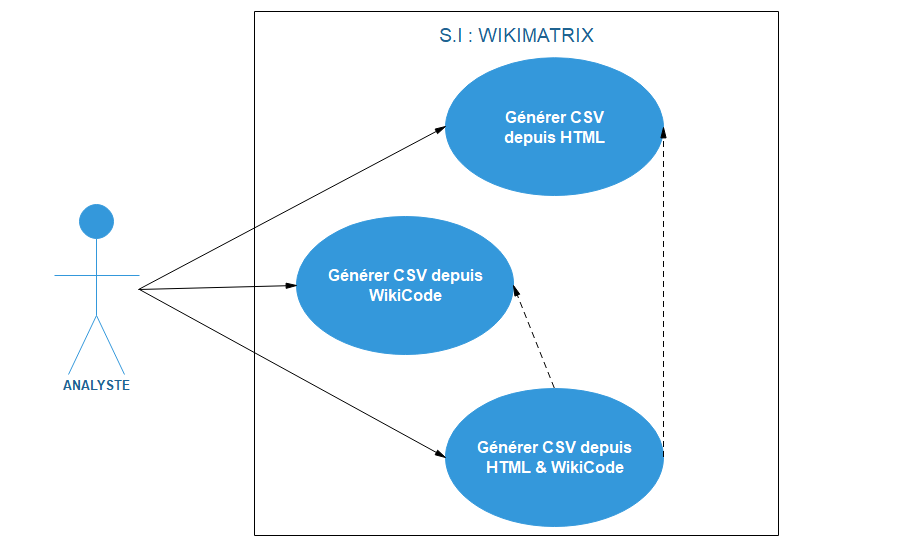 S.I : WIKIMATRIX
Générer CSV
depuis HTML
Générer CSV depuis
WikiCode
ANALYSTE
Générer CSV depuis
HTML & WikiCode